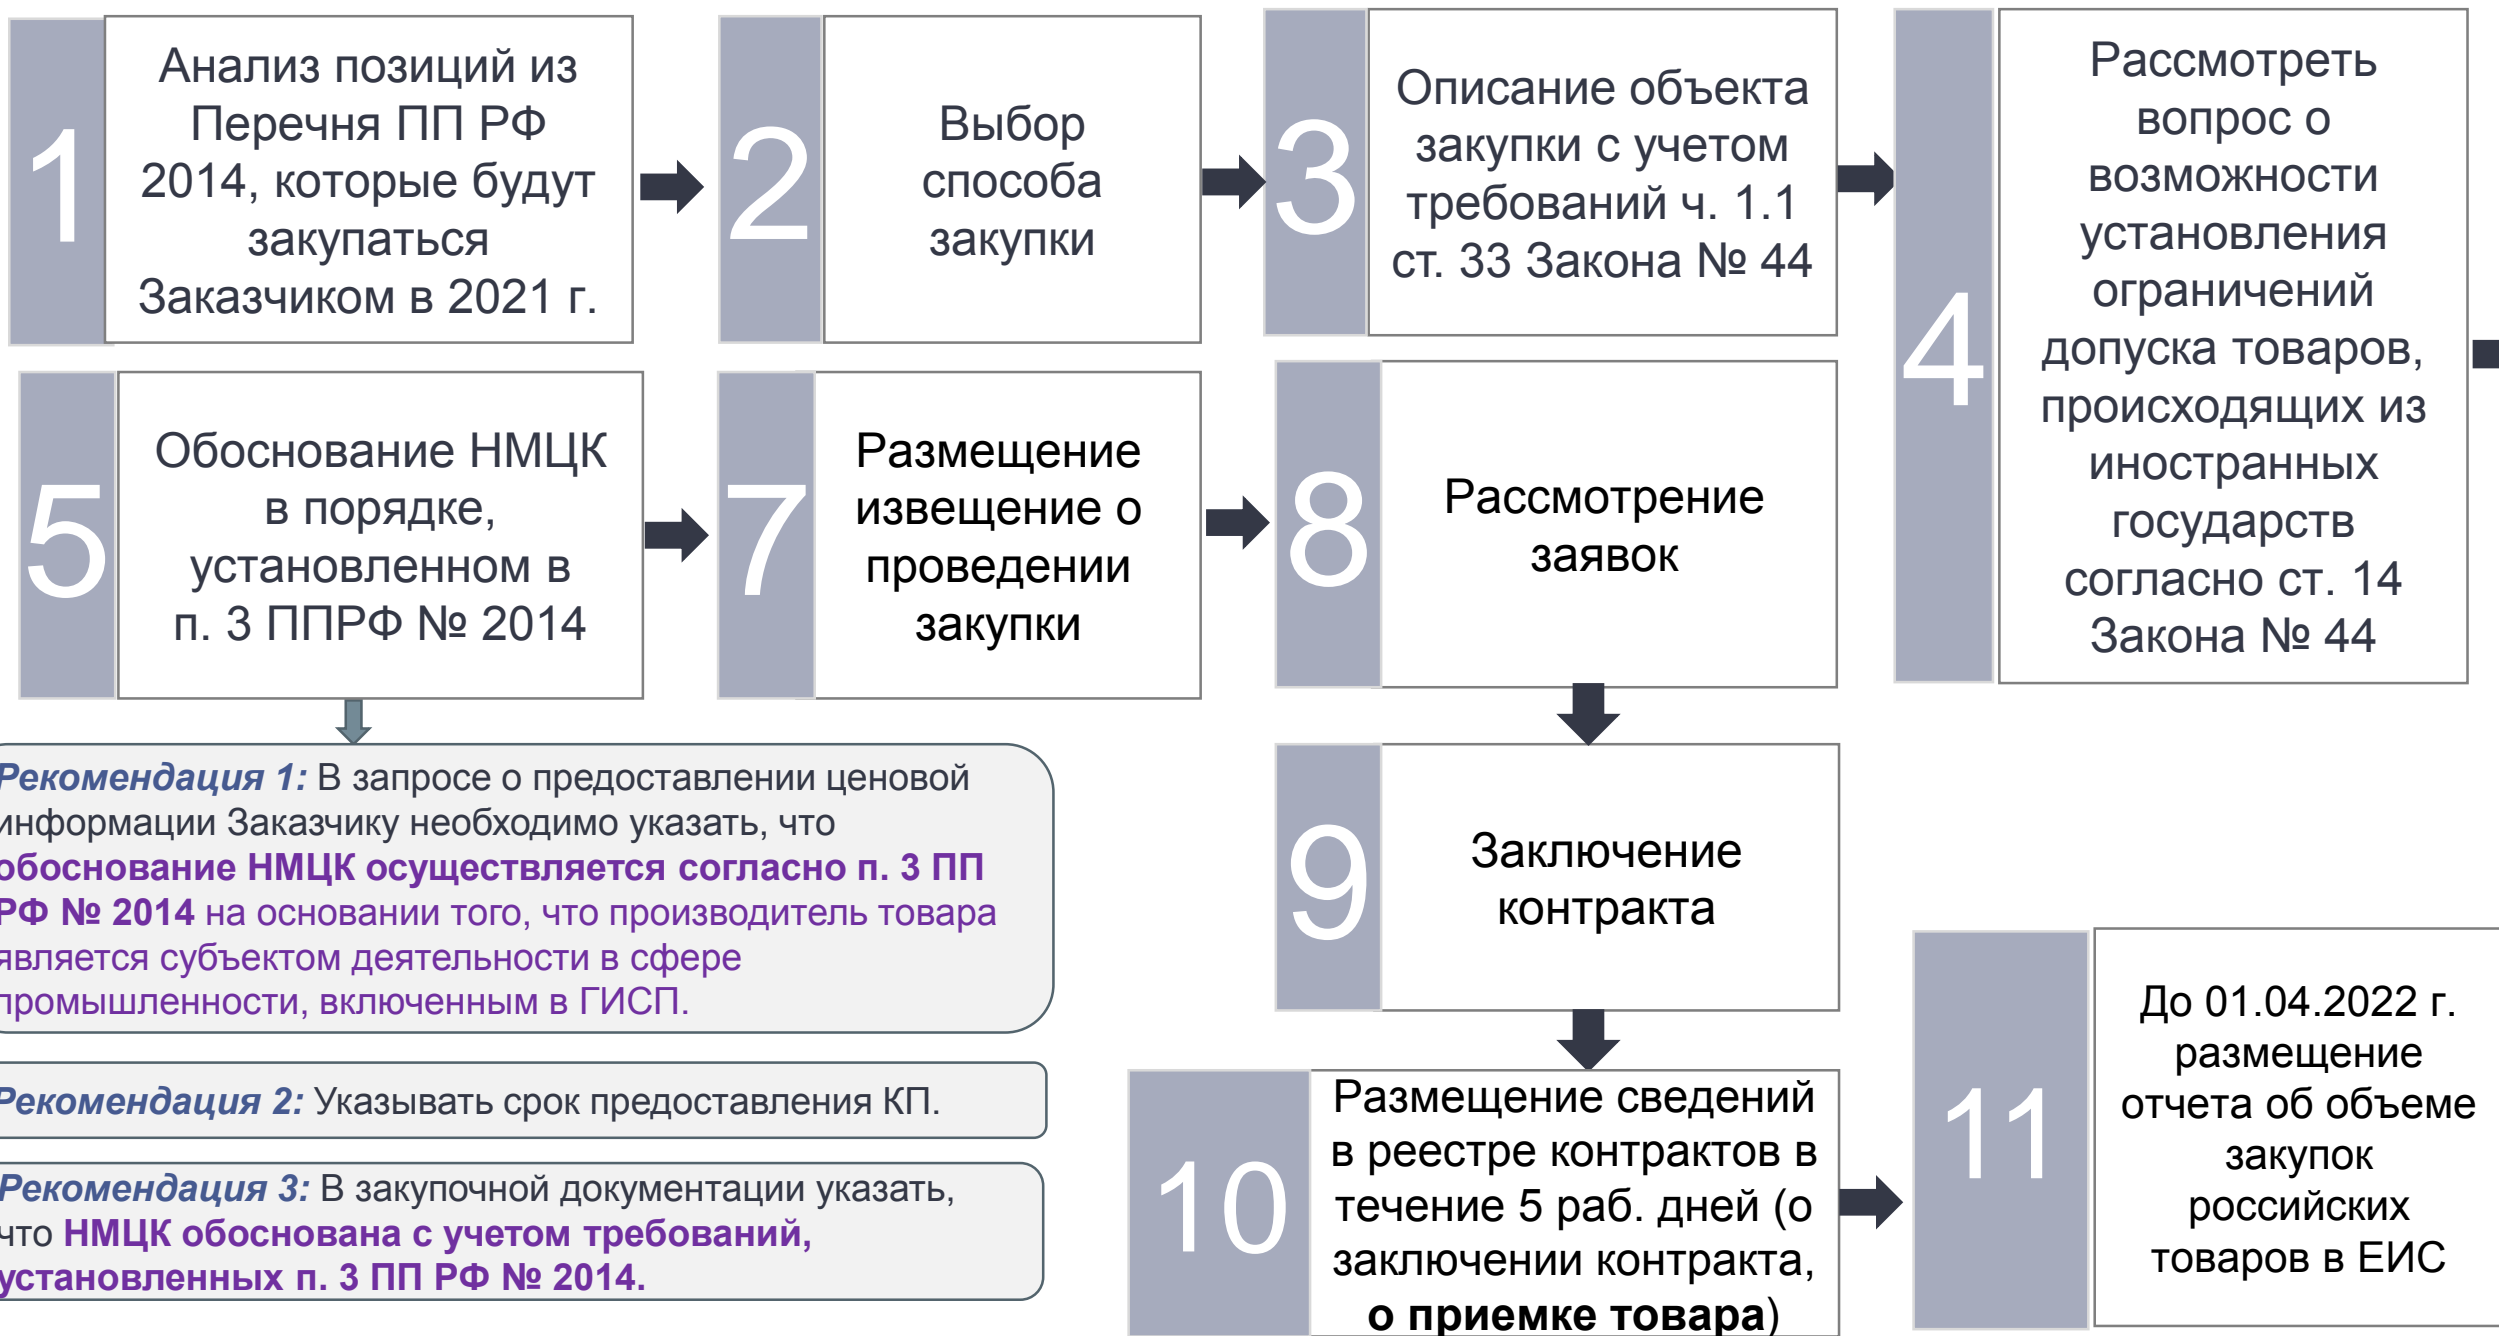 1
Анализ позиций из
Перечня ПП РФ
2014, которые будут
закупаться
Заказчиком в 2021 г.
2
Выбор
способа
закупки
3
Описание объекта
закупки с учетом
требований ч. 1.1
ст. 33 Закона № 44
4
Рассмотреть
вопрос о
возможности
установления
ограничений
допуска товаров,
происходящих из
иностранных
государств
согласно ст. 14
Закона № 44
5
Обоснование НМЦК
в порядке,
установленном в
п. 3 ППРФ № 2014
7
Размещение
извещение о
проведении
закупки
8
Рассмотрение
заявок
Рекомендация 1: В запросе о предоставлении ценовой
информации Заказчику необходимо указать, что
обоснование НМЦК осуществляется согласно п. 3 ПП
РФ № 2014 на основании того, что производитель товара
является субъектом деятельности в сфере
промышленности, включенным в ГИСП.
Рекомендация 2: Указывать срок предоставления КП.
Рекомендация 3: В закупочной документации указать,
что НМЦК обоснована с учетом требований,
установленных п. 3 ПП РФ № 2014.
9
Заключение
контракта
10
Размещение сведений
в реестре контрактов в
течение 5 раб. дней (о
заключении контракта,
о приемке товара)
11
До 01.04.2022 г.
размещение
отчета об объеме
закупок
российских
товаров в ЕИС